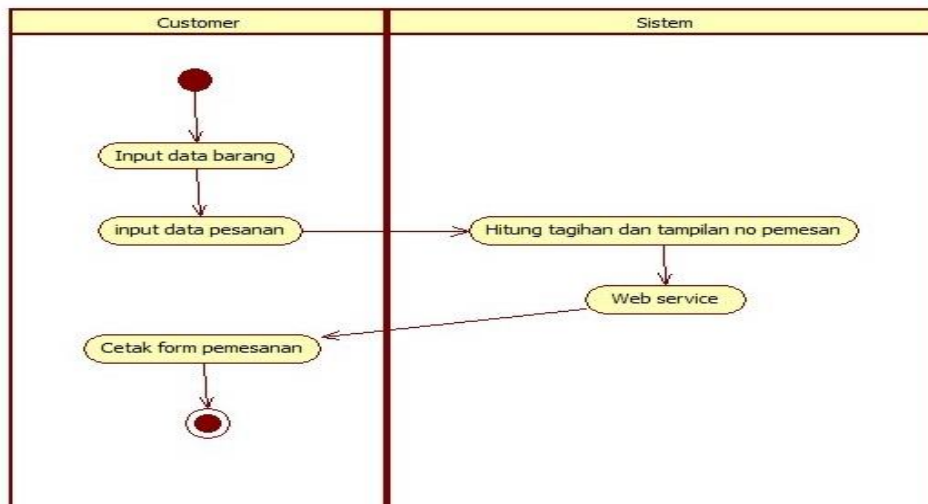 Customer
Sistem
Input data barang
input data pesanan
Hitung tagihan dan tampilan no pemesan
Web service
Cetak form pemesanan